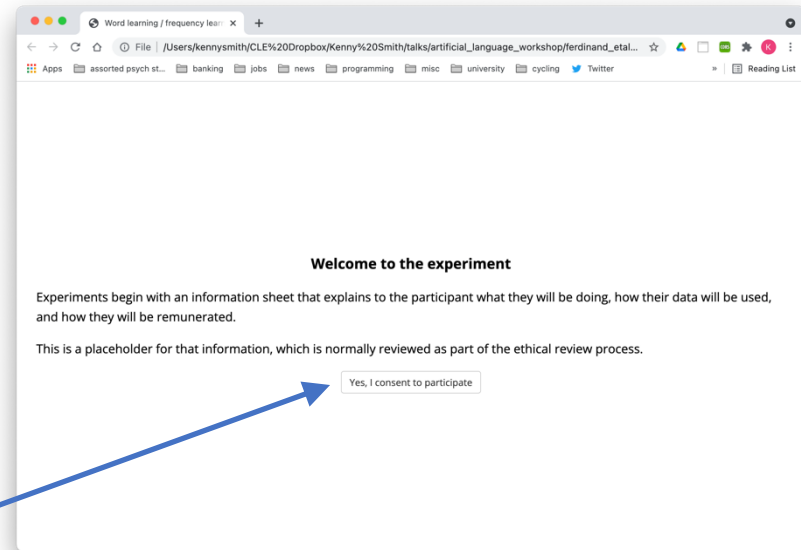 Word learning / frequency lear
File /Users/kennysmith/CLE%20Dropbox/Kenny%20Smith/talks/artificial_language_workshop/ferdinand_etal...
Apps assorted psych st... banking jobs news programming misc university cycling Twitter » Reading List
Welcome to the experiment
Experiments begin with an information sheet that explains to the participant what they will be doing, how their data will be used,
and how they will be remunerated.
This is a placeholder for that information, which is normally reviewed as part of the ethical review process.
Yes, I consent to participate